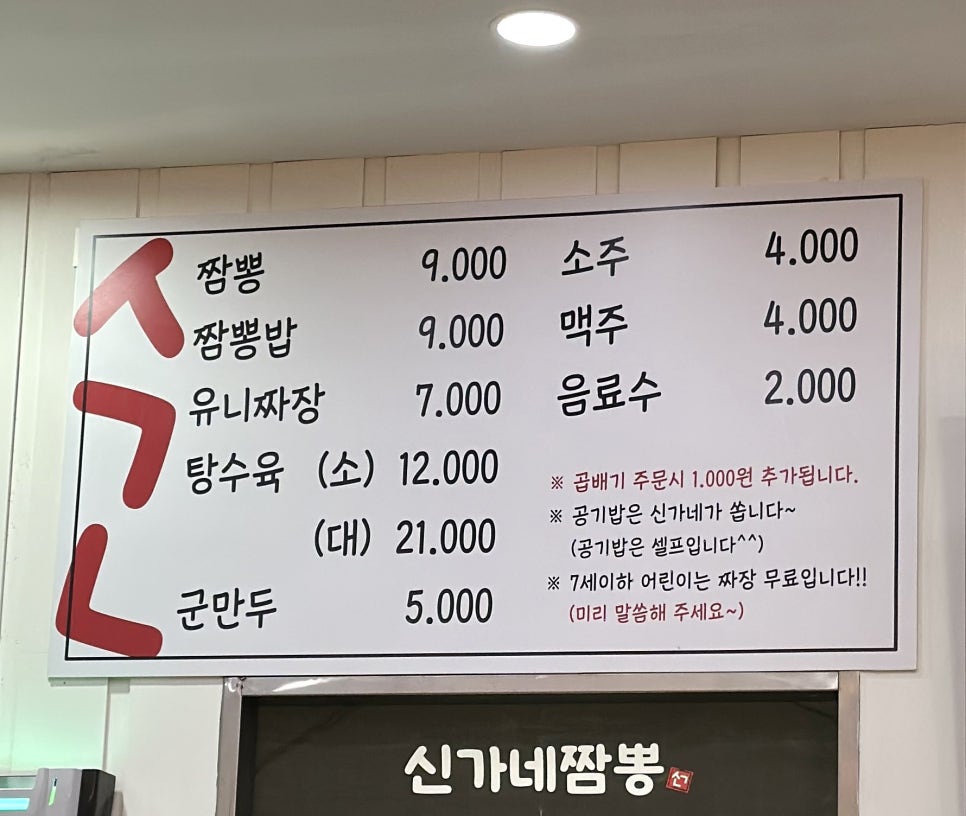 ㅅ
ㄱ
ㄴ
짬뽕 9.000
짬뽕밥 9.000
유니짜장 7.000
탕수육 (소) 12.000
(대) 21.000
군만두 5.000
소주 4.000
맥주 4.000
음료수 2.000
※ 곱배기 주문시 1.000원 추가됩니다.
※ 공기밥은 신가네가 쏩니다~
(공기밥은 셀프입니다^^)
※ 7세이하 어린이는 짜장 무료입니다!!
(미리 말씀해 주세요~)
신가네짬뽕